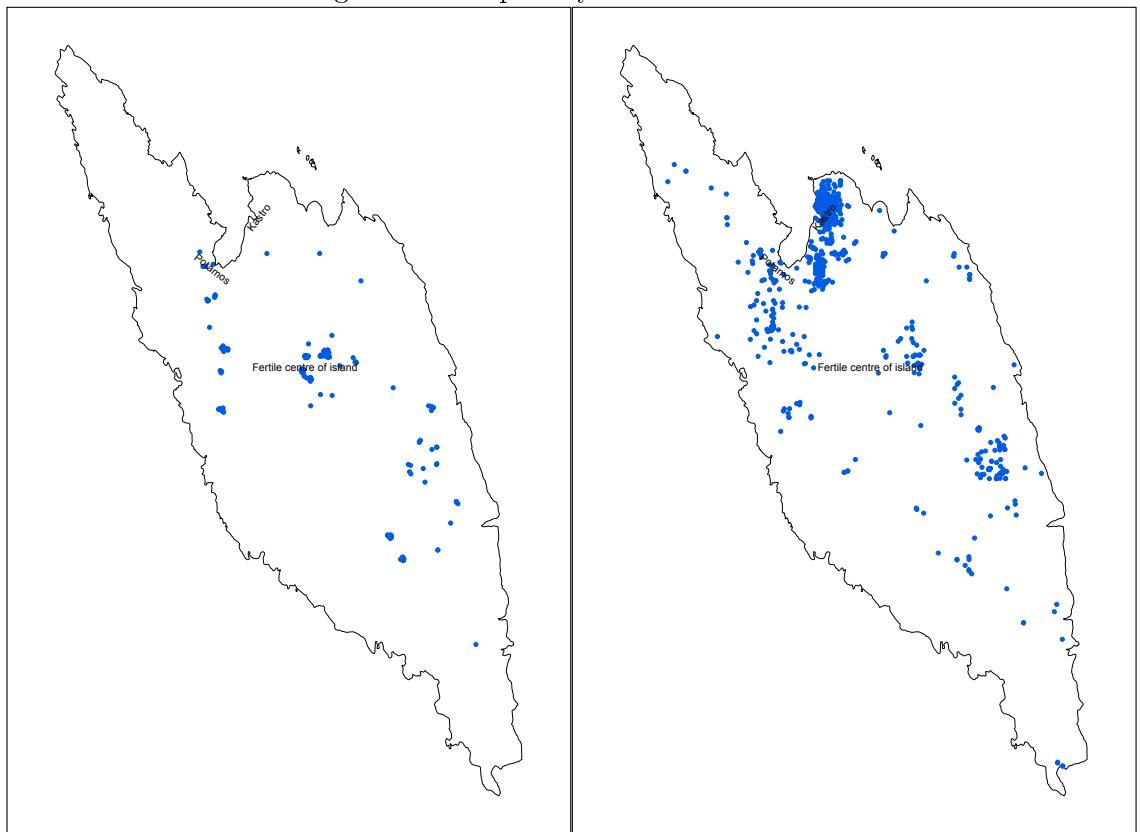 Kastro
Potamos
Fertile centre of island
Kastro
Potamos
Fertile centre of island